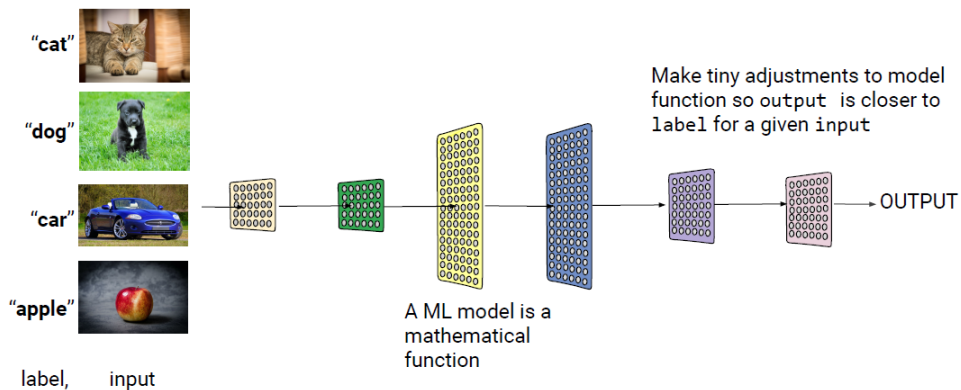 “cat”
“dog”
“car”
“apple”
label, input
A ML model is a
mathematical
function
Make tiny adjustments to model
function so output is closer to
label for a given input
OUTPUT